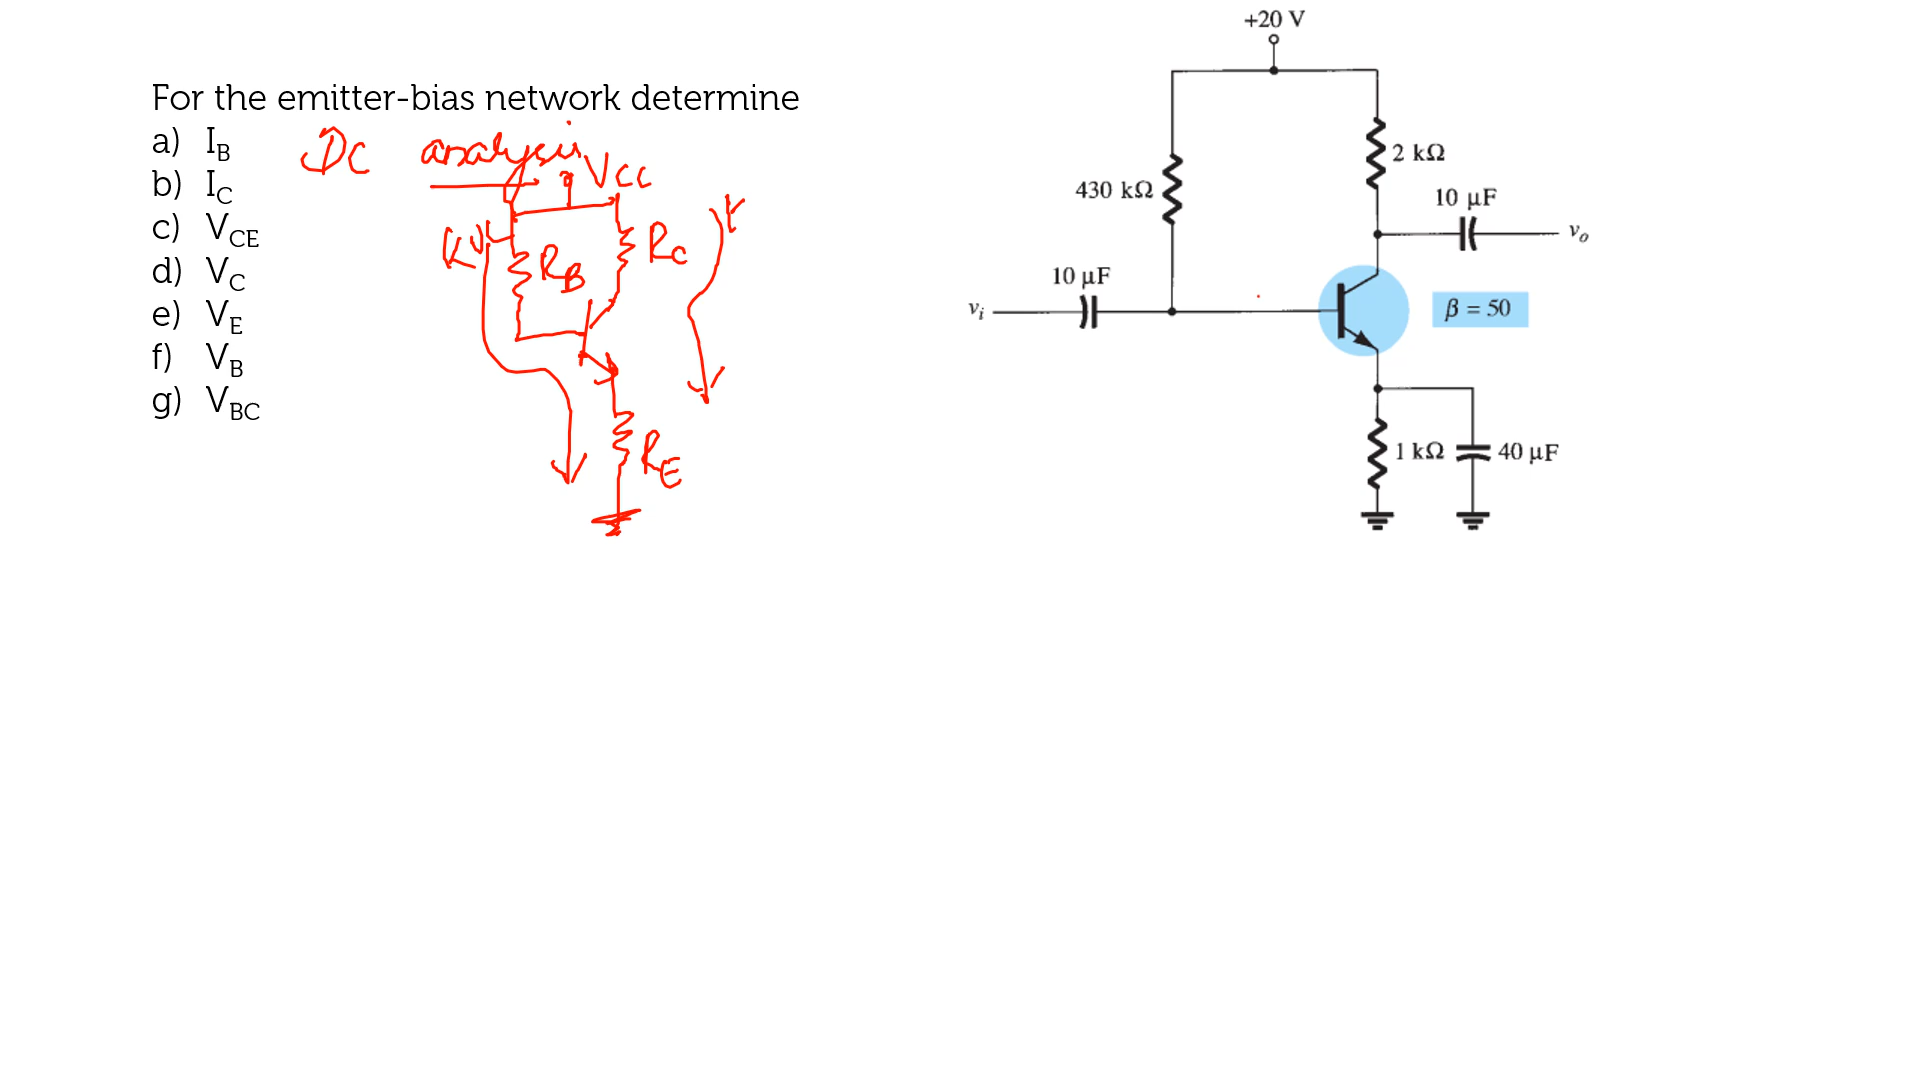 For the emitter-bias network determine
a) IB
b) IC
c) VCE
d) VC
e) VE
f) VB
g) VBC
DC analysis
VCC
RB
RC
RE
+20 V
2 kΩ
430 kΩ
10 μF
vo
10 μF
vi
β = 50
1 kΩ
40 μF